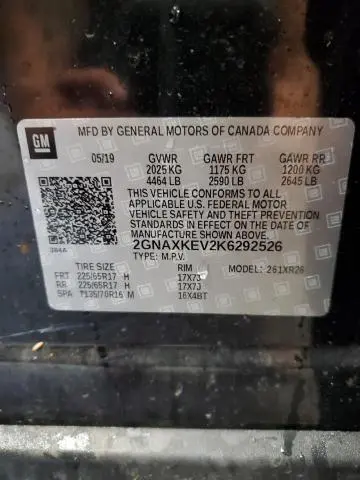 GM
MFD BY GENERAL MOTORS OF CANADA COMPANY
05/19 GVWR GAWR FRT GAWR RR
2025 KG 1175 KG 1200 KG
4464 LB 2590 LB 2645 LB
THIS VEHICLE CONFORMS TO ALL
APPLICABLE U.S. FEDERAL MOTOR
VEHICLE SAFETY AND BUMPER
STANDARDS IN EFFECT ON THE DATE OF
MANUFACTURE SHOWN ABOVE.
384A 2GNAXKEV2K6292526
TYPE: M.P.V. MODEL: 261XR26
TIRE SIZE RIM
FRT 225/65R17 H 17X7J
RR 225/65R17 H 17X7J
SPA T135/70R16 M 16X4BT